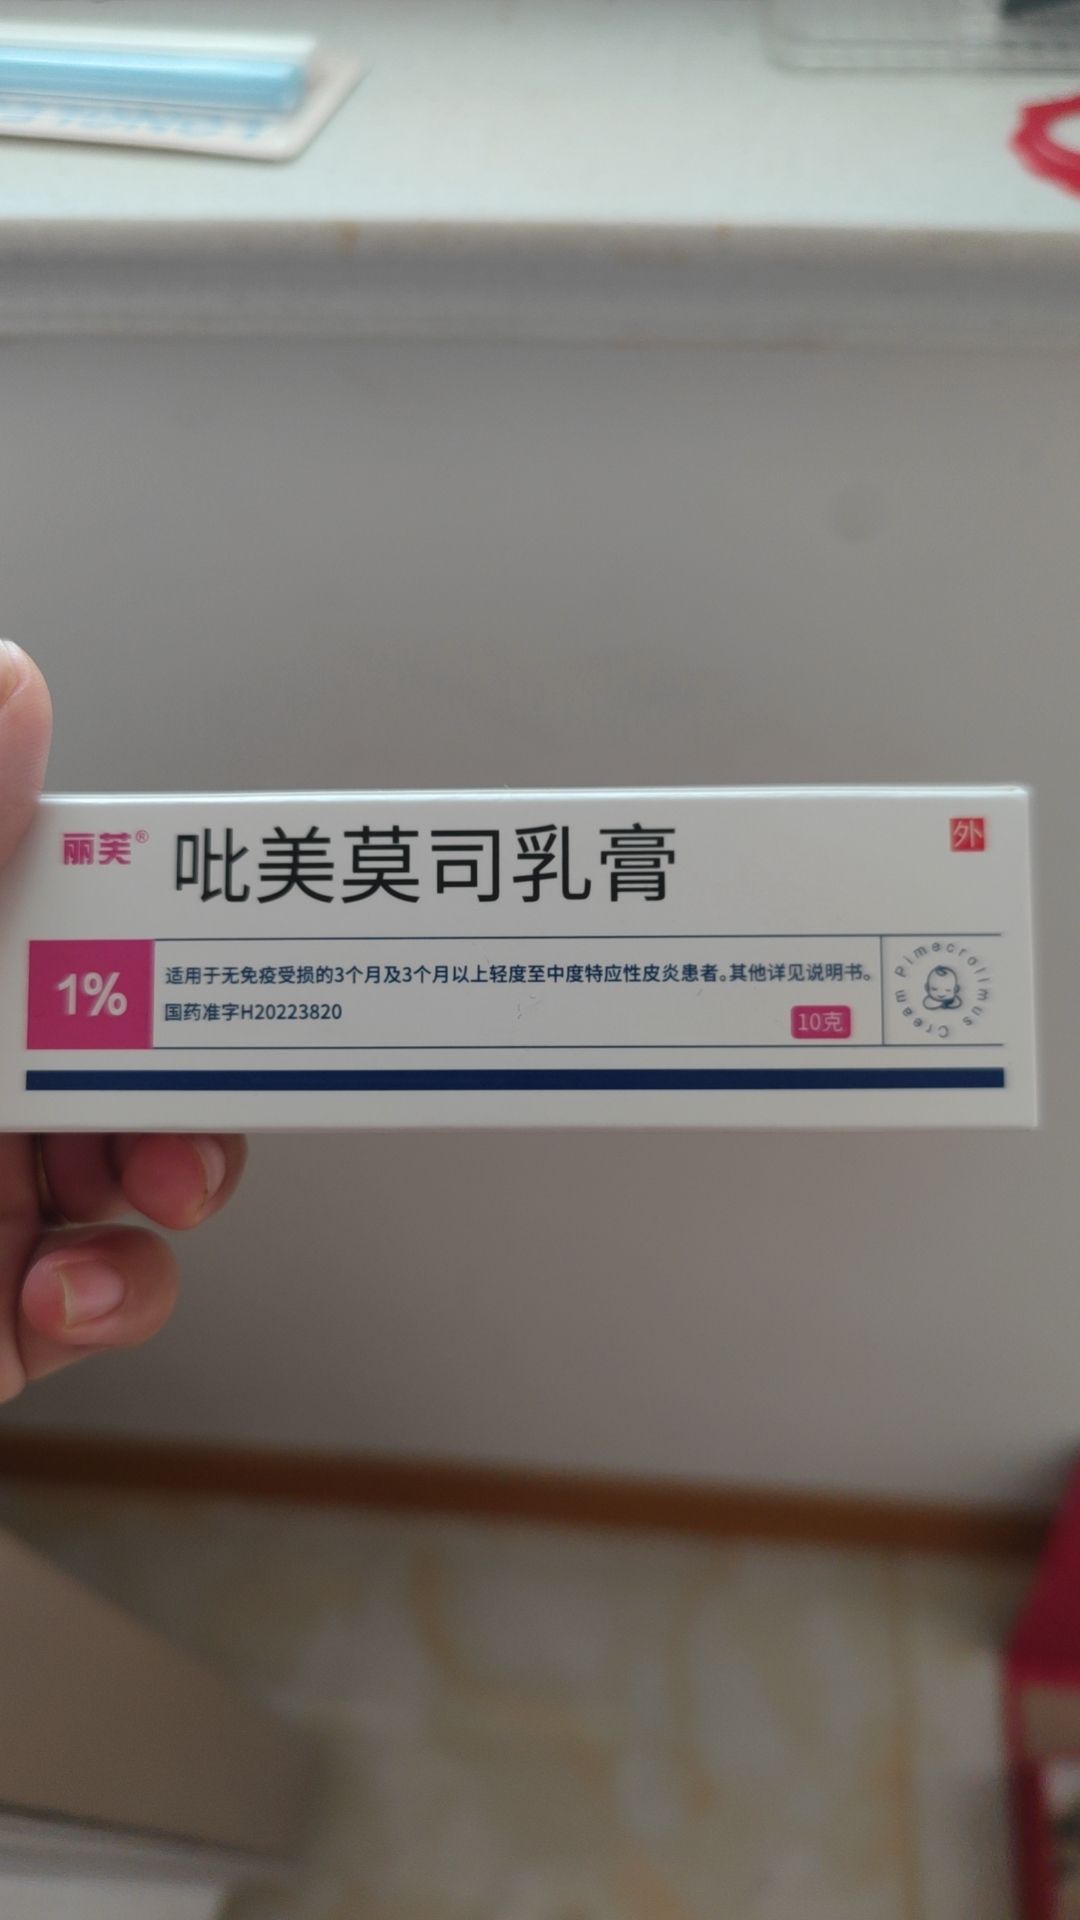 丽芙® 吡美莫司乳膏 外
1%
适用于无免疫受损的3个月及3个月以上轻度至中度特应性皮炎患者。其他详见说明书。
国药准字H20223820
10克
Pimecrolimus Cream